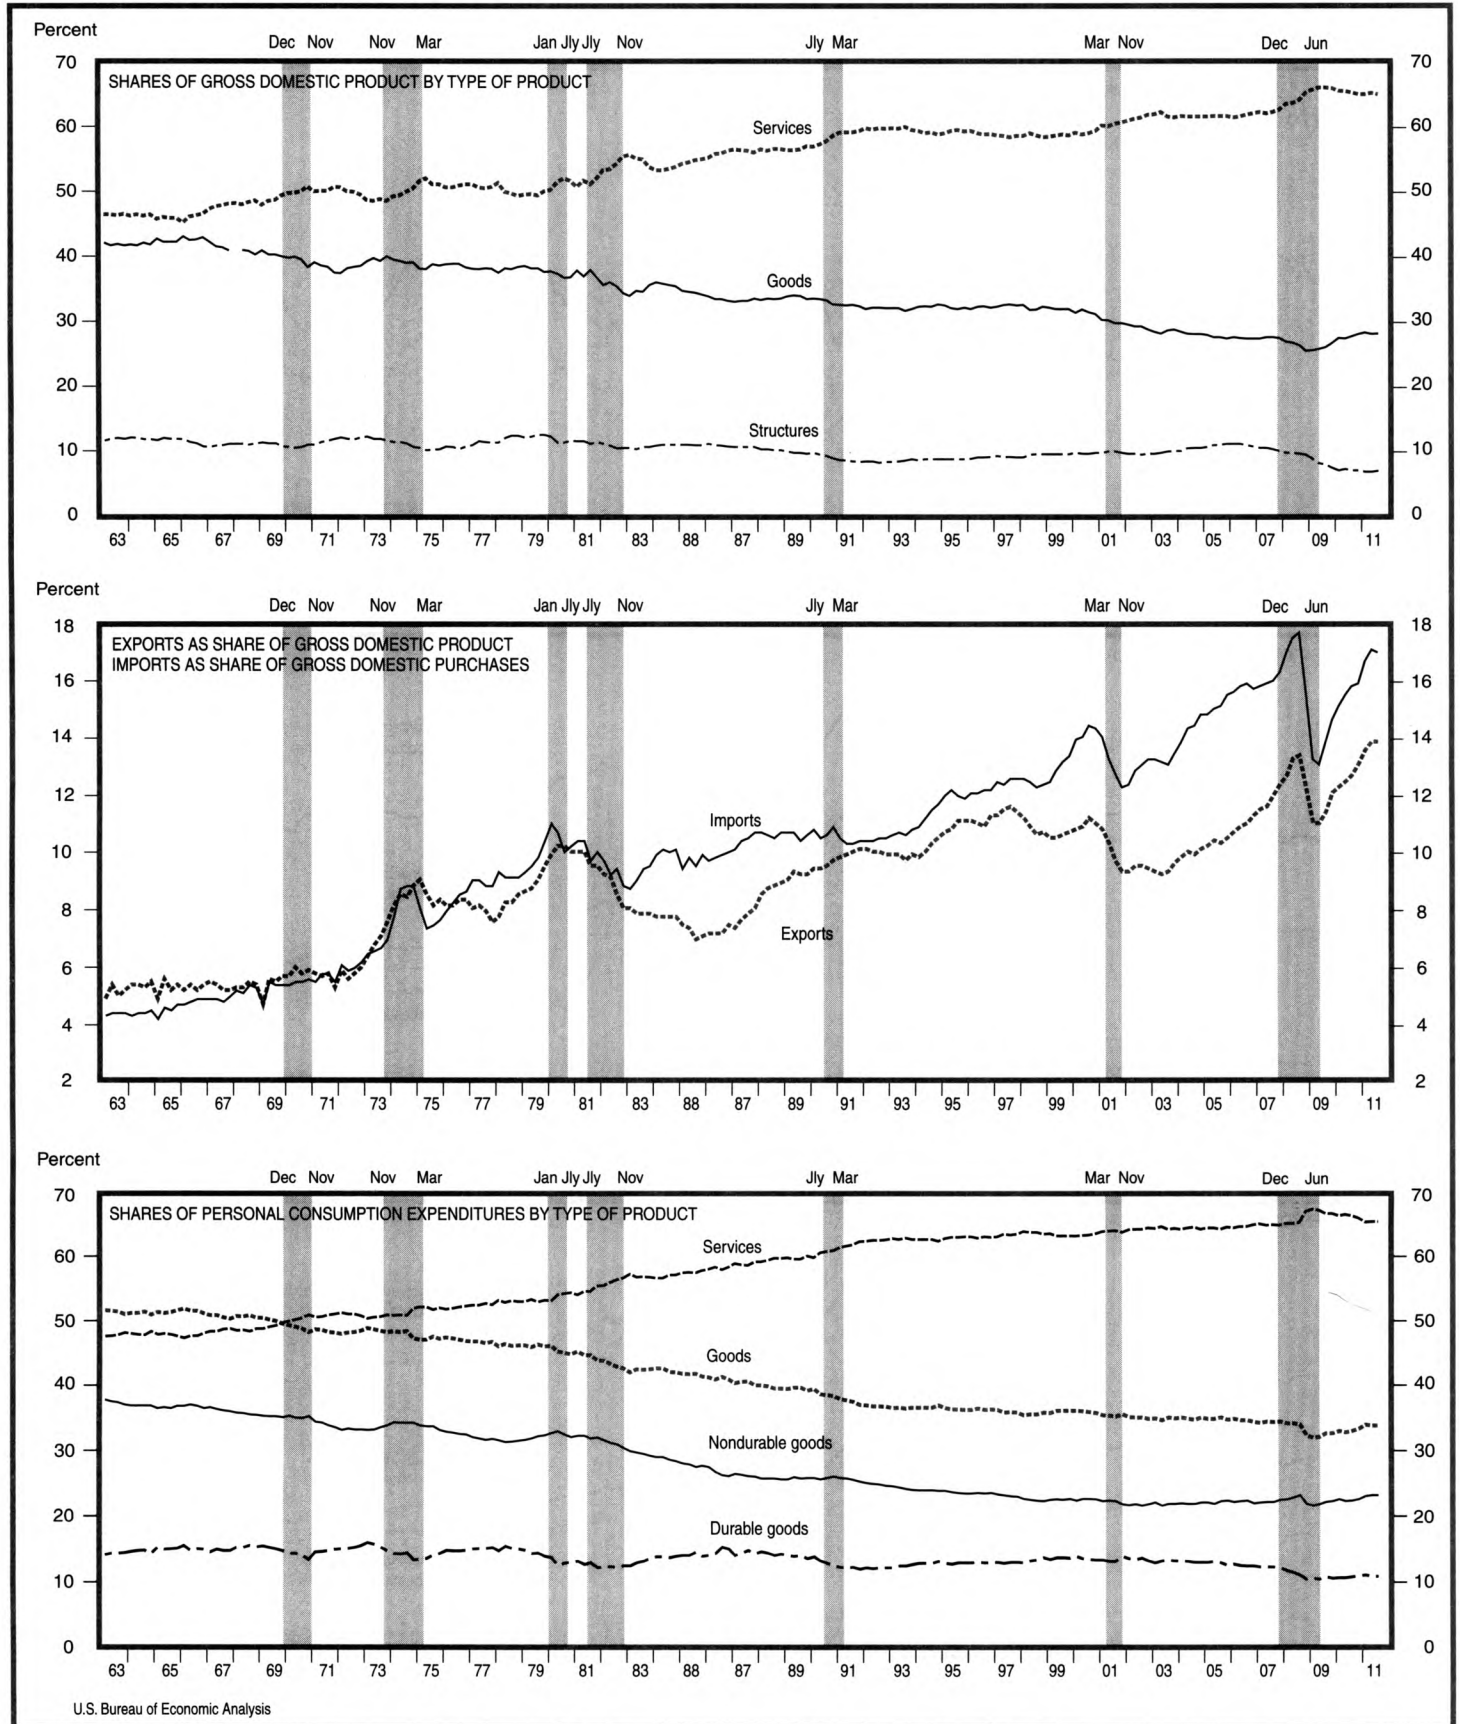 Percent
Dec Nov Nov Mar Jan Jly Jly Nov Jly Mar Mar Nov Dec Jun
70 70
SHARES OF GROSS DOMESTIC PRODUCT BY TYPE OF PRODUCT
Services
60 60
50 50
40 40
Goods
30 30
20 20
Structures
10 10
0 0
63 65 67 69 71 73 75 77 79 81 83 88 87 89 91 93 95 97 99 01 03 05 07 09 11
Percent
Dec Nov Nov Mar Jan Jly Jly Nov Jly Mar Mar Nov Dec Jun
18 18
EXPORTS AS SHARE OF GROSS DOMESTIC PRODUCT
IMPORTS AS SHARE OF GROSS DOMESTIC PURCHASES
16 16
14 14
12 12
Imports
10 10
Exports
8 8
6 6
4 4
2 2
63 65 67 69 71 73 75 77 79 81 83 88 87 89 91 93 95 97 99 01 03 05 07 09 11
Percent
Dec Nov Nov Mar Jan Jly Jly Nov Jly Mar Mar Nov Dec Jun
70 70
SHARES OF PERSONAL CONSUMPTION EXPENDITURES BY TYPE OF PRODUCT
Services
60 60
50 50
Goods
40 40
Nondurable goods
30 30
20 20
Durable goods
10 10
0 0
63 65 67 69 71 73 75 77 79 81 83 88 87 89 91 93 95 97 99 01 03 05 07 09 11
U.S. Bureau of Economic Analysis